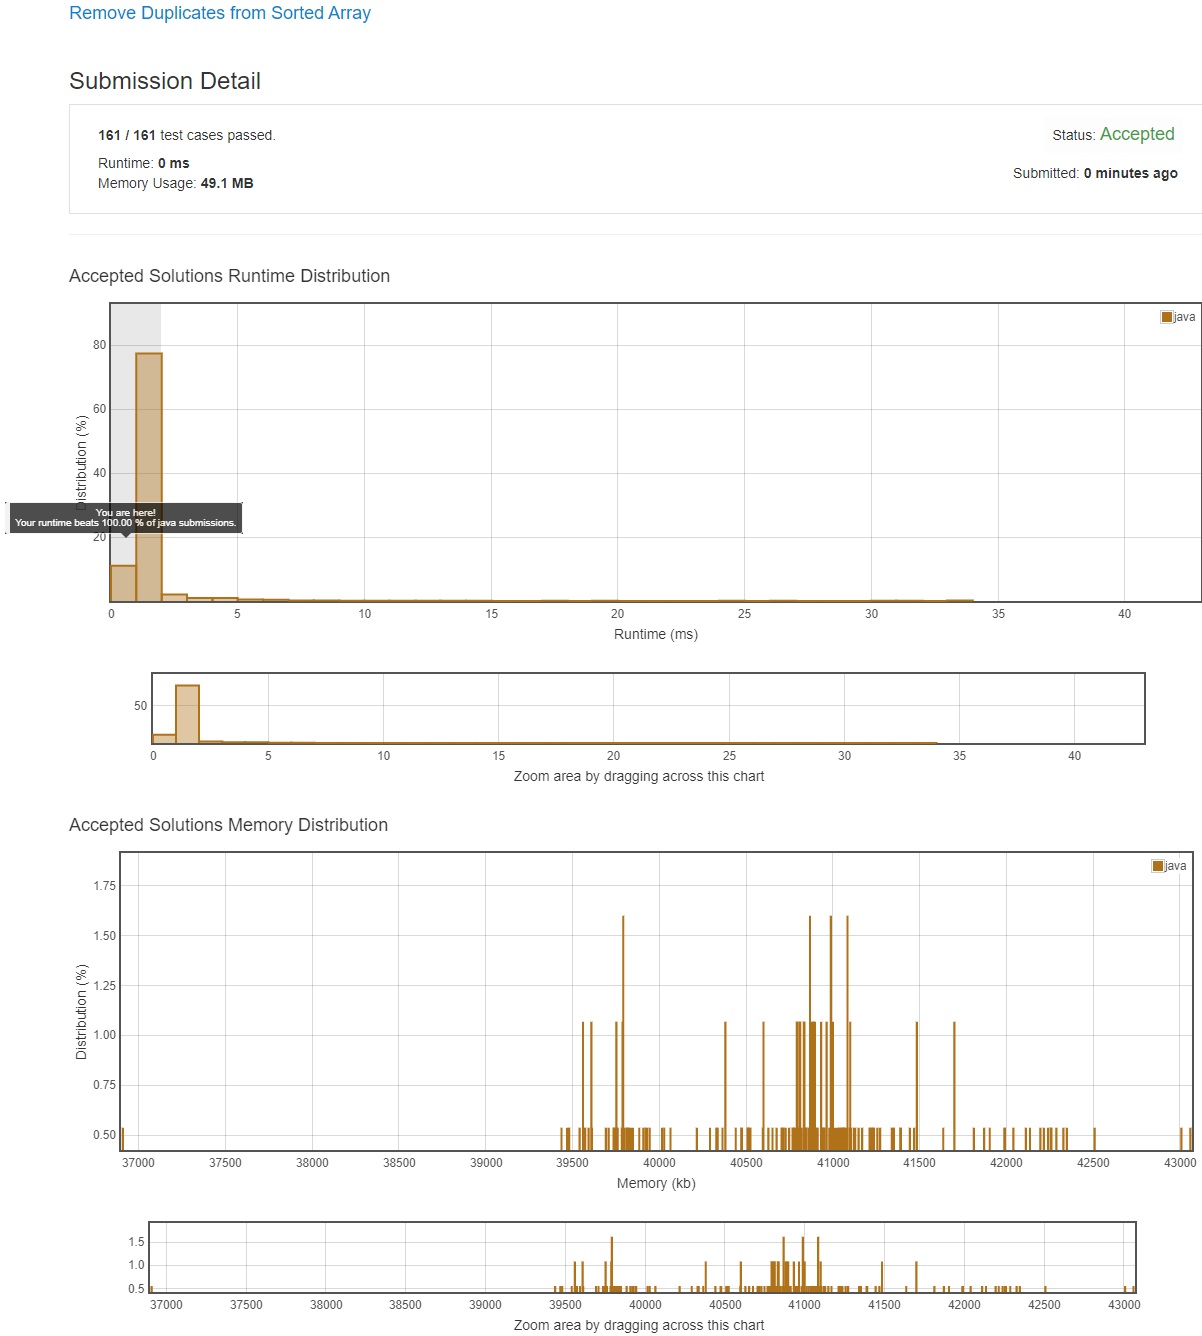 Remove Duplicates from Sorted Array
Submission Detail
161 / 161 test cases passed.
Status: Accepted
Runtime: 0 ms
Memory Usage: 49.1 MB
Submitted: 0 minutes ago
Accepted Solutions Runtime Distribution
java
80
60
40
20
Distribution (%)
You are here!
Your runtime beats 100.00 % of java submissions.
0 5 10 15 20 25 30 35 40
Runtime (ms)
50
0 5 10 15 20 25 30 35 40
Zoom area by dragging across this chart
Accepted Solutions Memory Distribution
java
1.75
1.50
1.25
1.00
0.75
0.50
Distribution (%)
37000 37500 38000 38500 39000 39500 40000 40500 41000 41500 42000 42500 43000
Memory (kb)
1.5
1.0
0.5
37000 37500 38000 38500 39000 39500 40000 40500 41000 41500 42000 42500 43000
Zoom area by dragging across this chart